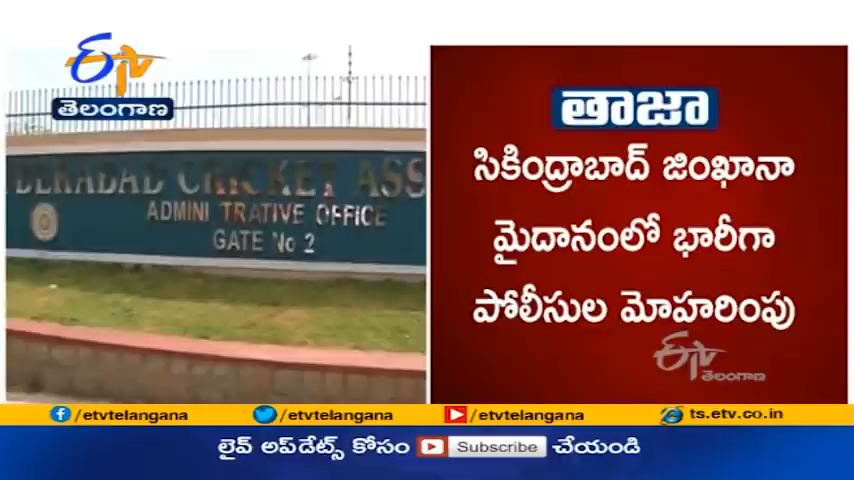 ETV
తెలంగాణ
DERABAD CRICKET ASS
ADMINI TRATIVE OFFICE
GATE No 2
తాజా
సికింద్రాబాద్ జింఖానా
మైదానంలో భారీగా
పోలీసుల మోహరింపు
ETV తెలంగాణ
/etvtelangana /etvtelangana /etvtelangana ts.etv.co.in
లైవ్ అప్‌డేట్స్ కోసం Subscribe చేయండి